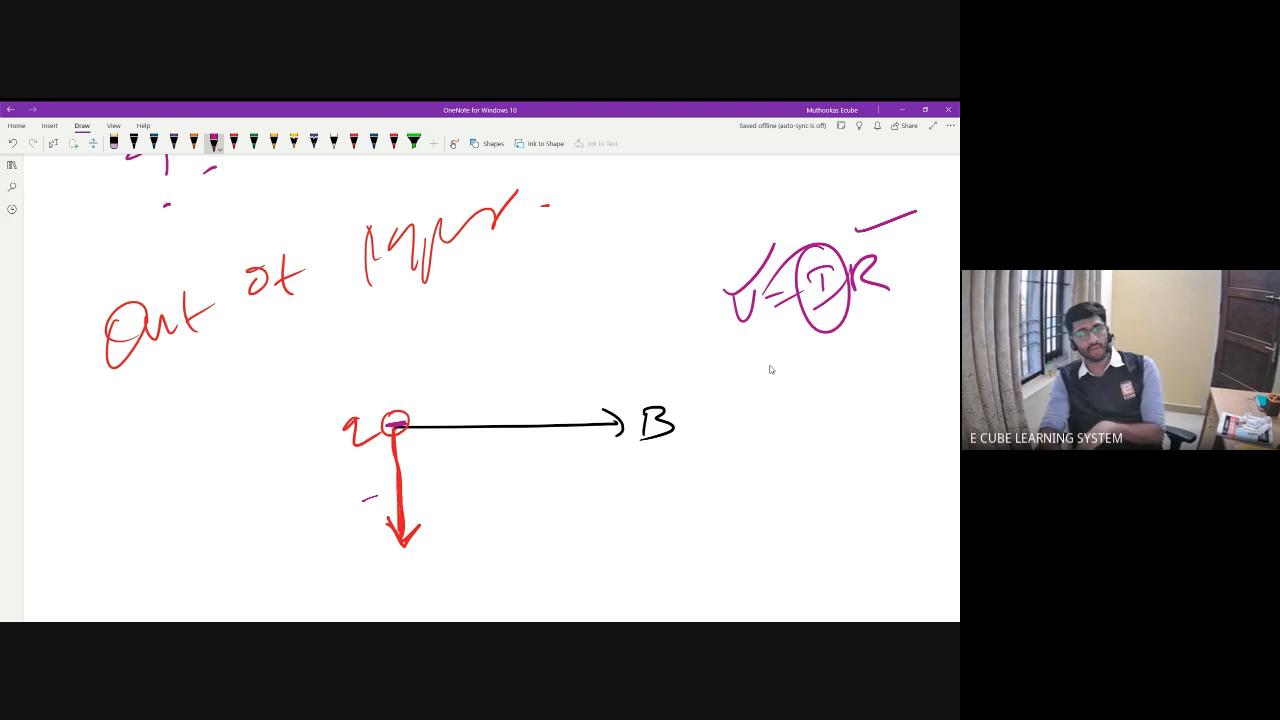 OneNote for Windows 10
Muthookas Ecube
Home Insert Draw View Help
Saved offline (auto-sync is off)
Share
Shapes
Ink to Shape
Ink to Text
Out of
V = I R
q
B
E CUBE LEARNING SYSTEM